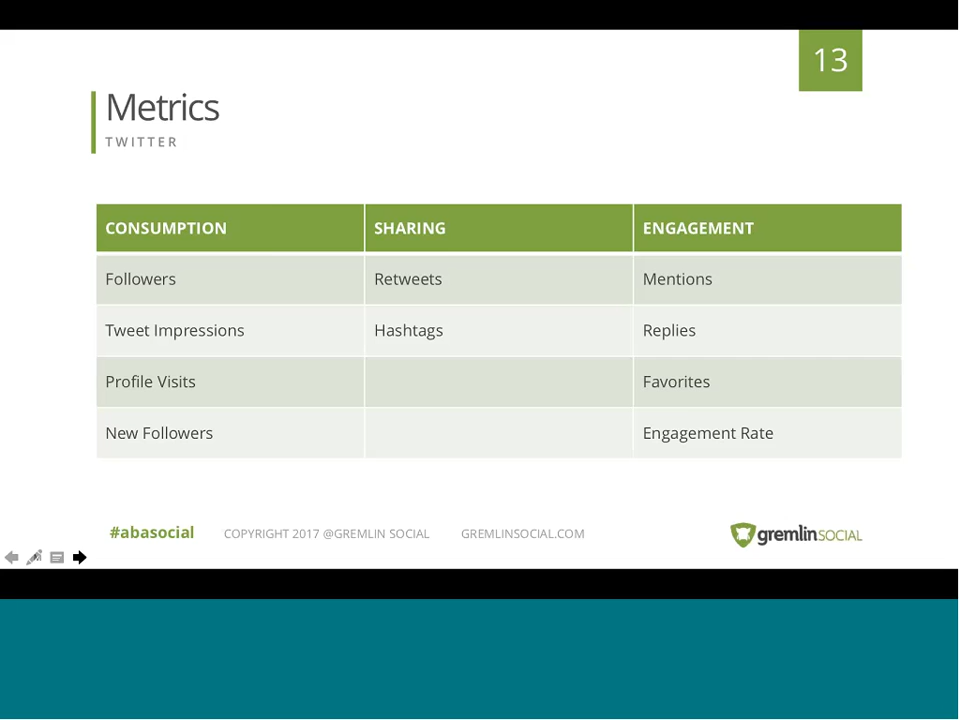 13
Metrics
TWITTER
CONSUMPTION SHARING ENGAGEMENT
Followers Retweets Mentions
Tweet Impressions Hashtags Replies
Profile Visits Favorites
New Followers Engagement Rate
#abasocial COPYRIGHT 2017 @GREMLIN SOCIAL GREMLINSOCIAL.COM gremlinSOCIAL